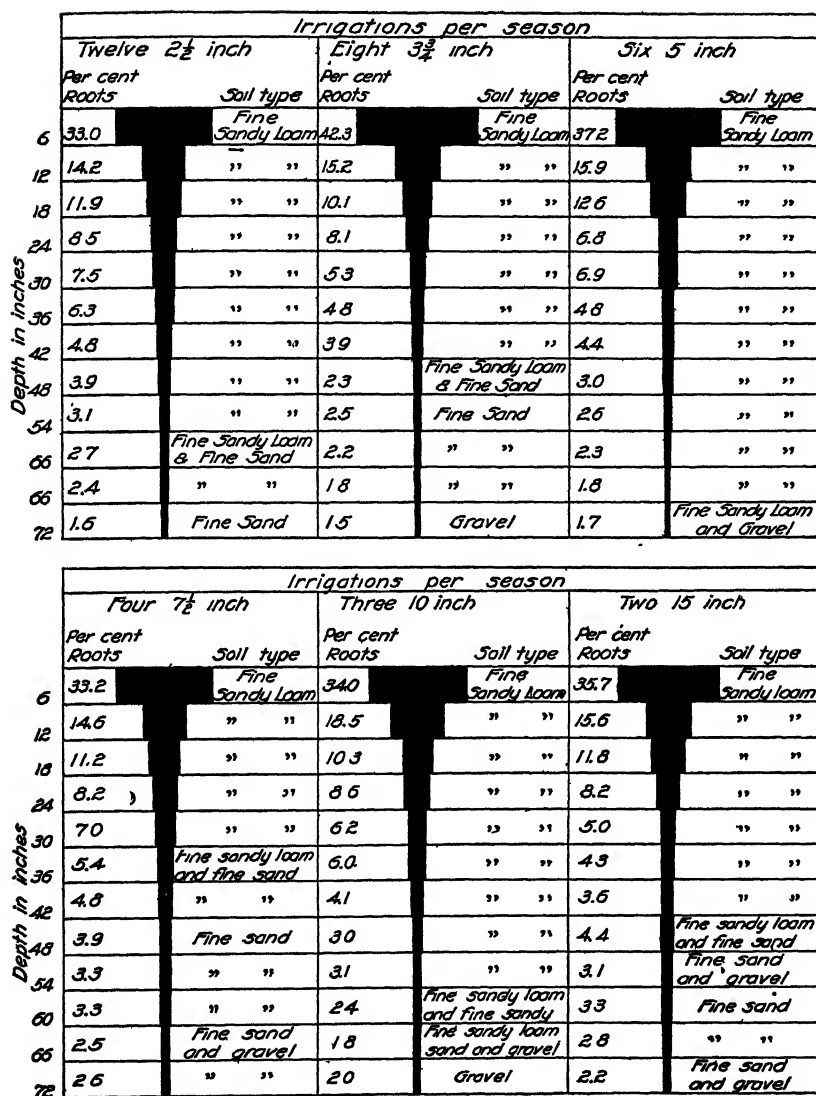 Irrigations per season
Twelve 2½ inch Eight 3¾ inch Six 5 inch
Per cent Per cent Per cent
Roots Soil type Roots Soil type Roots Soil type
Fine Fine Fine
6 33.0 Sandy Loam 42.3 Sandy Loam 37 2 Sandy Loam
12 14.2 " " 15.2 " " 15.9 " "
18 11.9 " " 10.1 " " 12 6 " "
24 8 5 " " 8.1 " " 6.8 " "
30 7.5 " " 5 3 " " 6.9 " "
36 6.3 " " 4 8 " " 4 8 " "
42 4.8 " " 3 9 " " 4.4 " "
Fine Sandy Loam
48 3.9 " " 2 3 & Fine Sand 3.0 " "
54 3.1 " " 2.5 Fine Sand 2 6 " "
Fine Sandy Loam
66 2 7 & Fine Sand 2.2 " " 2.3 " "
66 2.4 " " 1 8 " " 1.8 " "
Fine Sandy Loam
72 1.6 Fine Sand 1 5 Gravel 1.7 and Gravel
Depth in inches
Irrigations per season
Four 7½ inch Three 10 inch Two 15 inch
Per cent Per cent Per cent
Roots Soil type Roots Soil type Roots Soil type
Fine Fine Fine
6 33.2 Sandy Loam 34.0 Sandy Loam 35.7 Sandy loam
12 14.6 " " 18.5 " " 15.6 " "
18 11.2 " " 10 3 " " 11.8 " "
24 8.2 " " 8 6 " " 8.2 " "
30 7 0 " " 6 2 " " 5.0 " "
Fine sandy loam
36 5.4 and fine sand 6.0 " " 4 3 " "
42 4.8 " " 4.1 " " 3.6 " "
Fine sandy loam
48 3.9 Fine sand 3 0 " " 4.4 and fine sand
Fine sand
54 3.3 " " 3.1 " " 3.1 and gravel
Fine sandy loam
60 3.3 " " 2 4 and fine sandy 3 3 Fine sand
Fine sand Fine sandy loam
66 2.5 and gravel 1 8 sand and gravel 2 8 " "
Fine sand
72 2 6 " " 2 0 Gravel 2.2 and gravel
Depth in inches